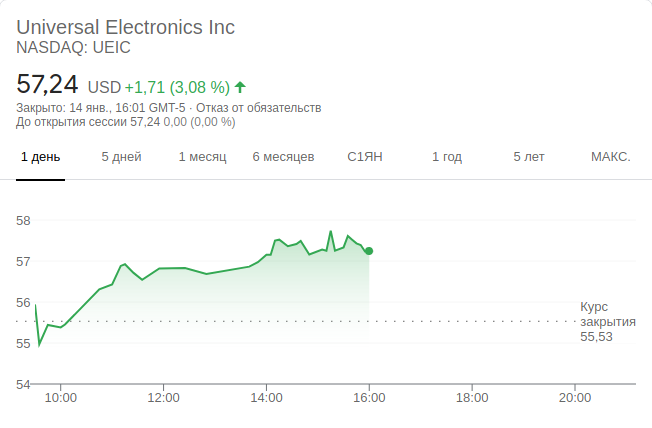 Universal Electronics Inc
NASDAQ: UEIC
57,24 USD +1,71 (3,08 %)
Закрыто: 14 янв., 16:01 GMT-5 · Отказ от обязательств
До открытия сессии 57,24 0,00 (0,00 %)
1 день 5 дней 1 месяц 6 месяцев С1ЯН 1 год 5 лет МАКС.
58
57
56
Курс
закрытия
55,53
55
54
10:00 12:00 14:00 16:00 18:00 20:00